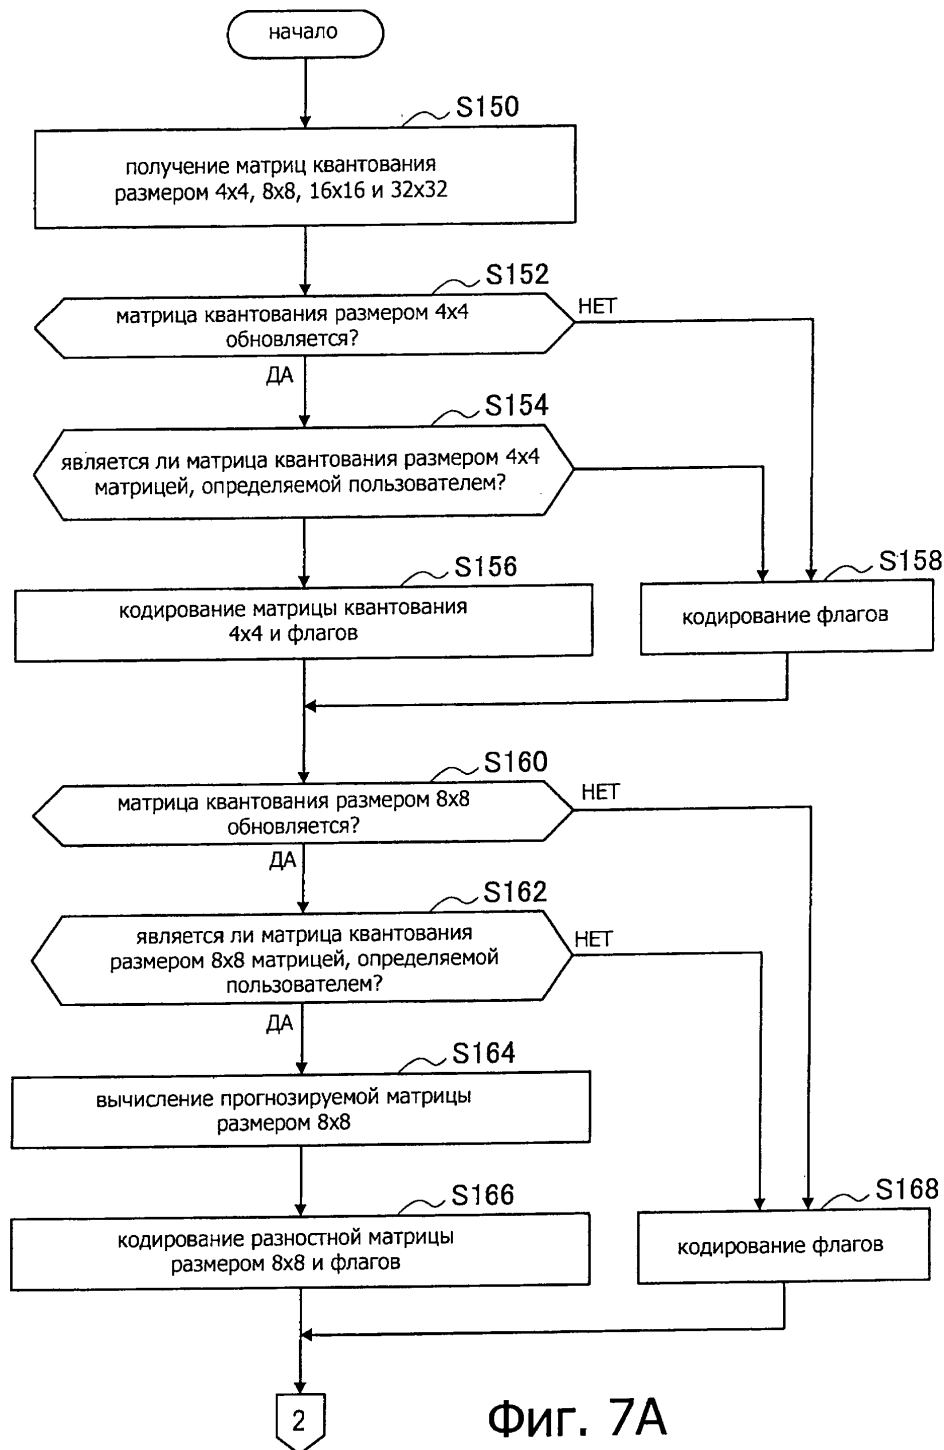 начало
S150
получение матриц квантования
размером 4x4, 8x8, 16x16 и 32x32
S152
матрица квантования размером 4x4
обновляется?
НЕТ
ДА
S154
является ли матрица квантования размером 4x4
матрицей, определяемой пользователем?
S156
кодирование матрицы квантования
4x4 и флагов
S158
кодирование флагов
S160
матрица квантования размером 8x8
обновляется?
НЕТ
ДА
S162
является ли матрица квантования
размером 8x8 матрицей, определяемой
пользователем?
НЕТ
ДА
S164
вычисление прогнозируемой матрицы
размером 8x8
S166
кодирование разностной матрицы
размером 8x8 и флагов
S168
кодирование флагов
2
Фиг. 7A